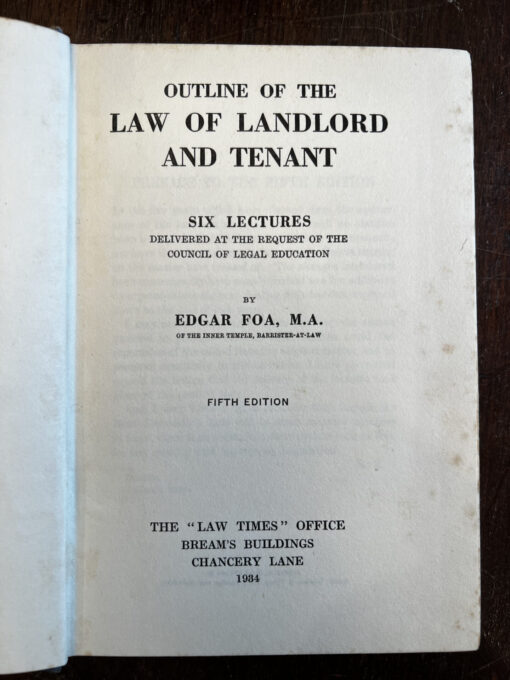 OUTLINE OF THE
LAW OF LANDLORD
AND TENANT
SIX LECTURES
DELIVERED AT THE REQUEST OF THE
COUNCIL OF LEGAL EDUCATION
BY
EDGAR FOA, M.A.
OF THE INNER TEMPLE, BARRISTER-AT-LAW
FIFTH EDITION
THE "LAW TIMES" OFFICE
BREAM'S BUILDINGS
CHANCERY LANE
1934